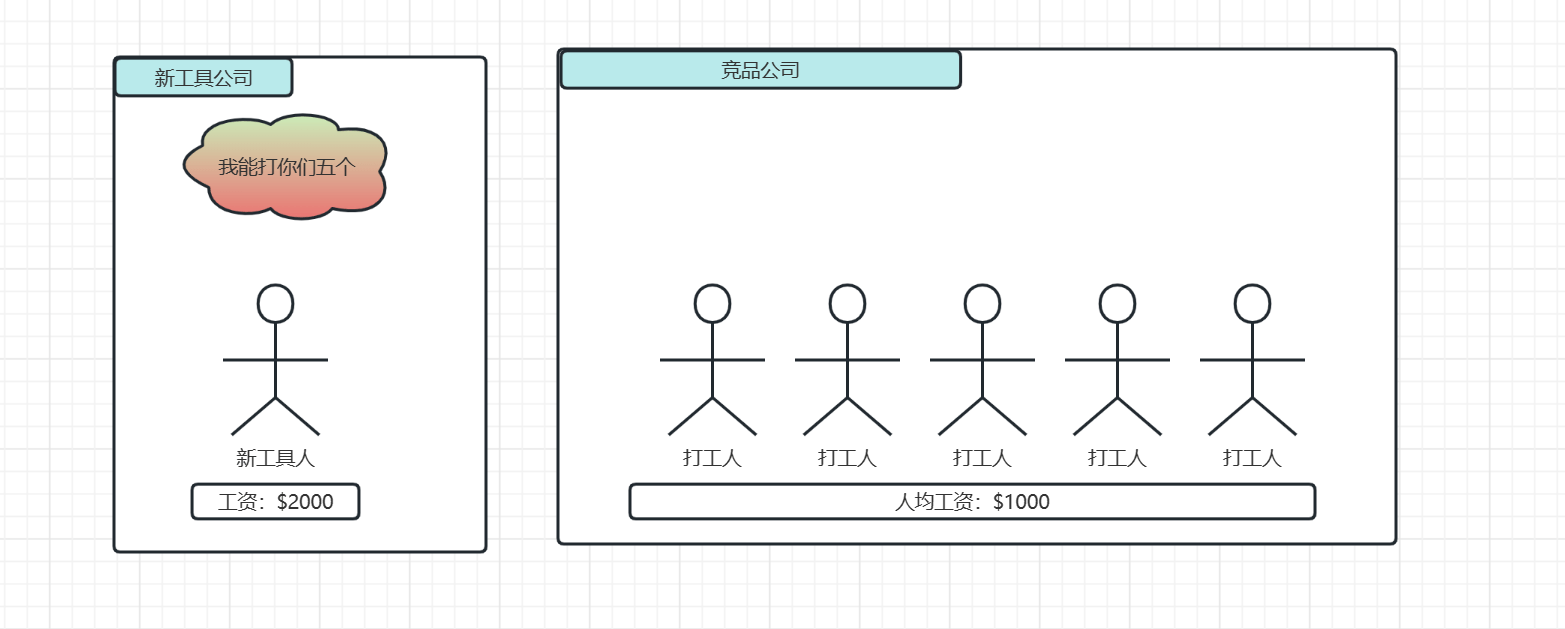 新工具公司
我能打你们五个
新工具人
工资：$2000
竞品公司
打工人
打工人
打工人
打工人
打工人
人均工资：$1000